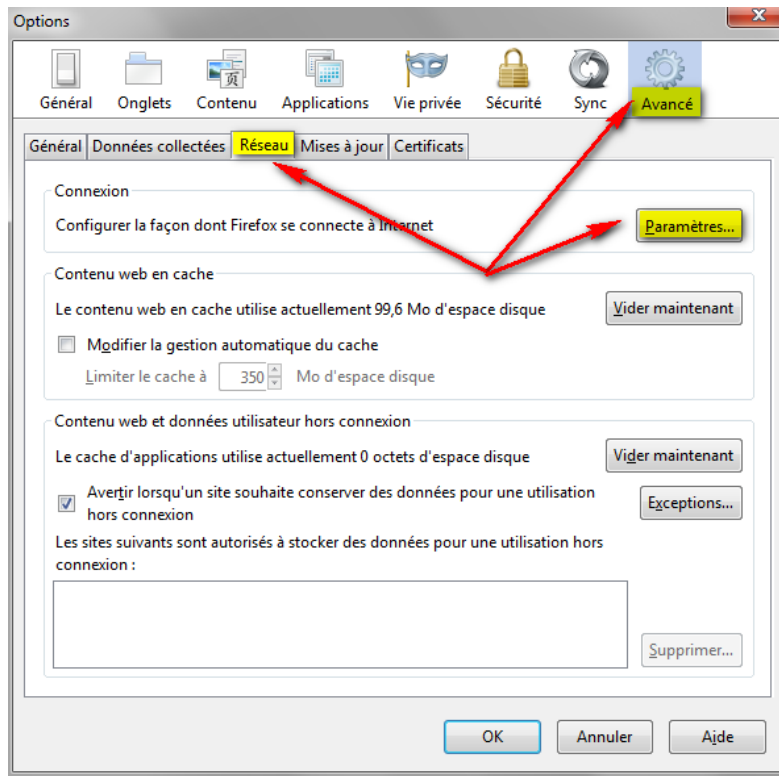 Options
Général Onglets Contenu Applications Vie privée Sécurité Sync Avancé
Général Données collectées Réseau Mises à jour Certificats
Connexion
Configurer la façon dont Firefox se connecte à Internet Paramètres...
Contenu web en cache
Le contenu web en cache utilise actuellement 99,6 Mo d'espace disque Vider maintenant
Modifier la gestion automatique du cache
Limiter le cache à 350 Mo d'espace disque
Contenu web et données utilisateur hors connexion
Le cache d'applications utilise actuellement 0 octets d'espace disque Vider maintenant
Avertir lorsqu'un site souhaite conserver des données pour une utilisation
hors connexion Exceptions...
Les sites suivants sont autorisés à stocker des données pour une utilisation hors
connexion :
Supprimer...
OK Annuler Aide